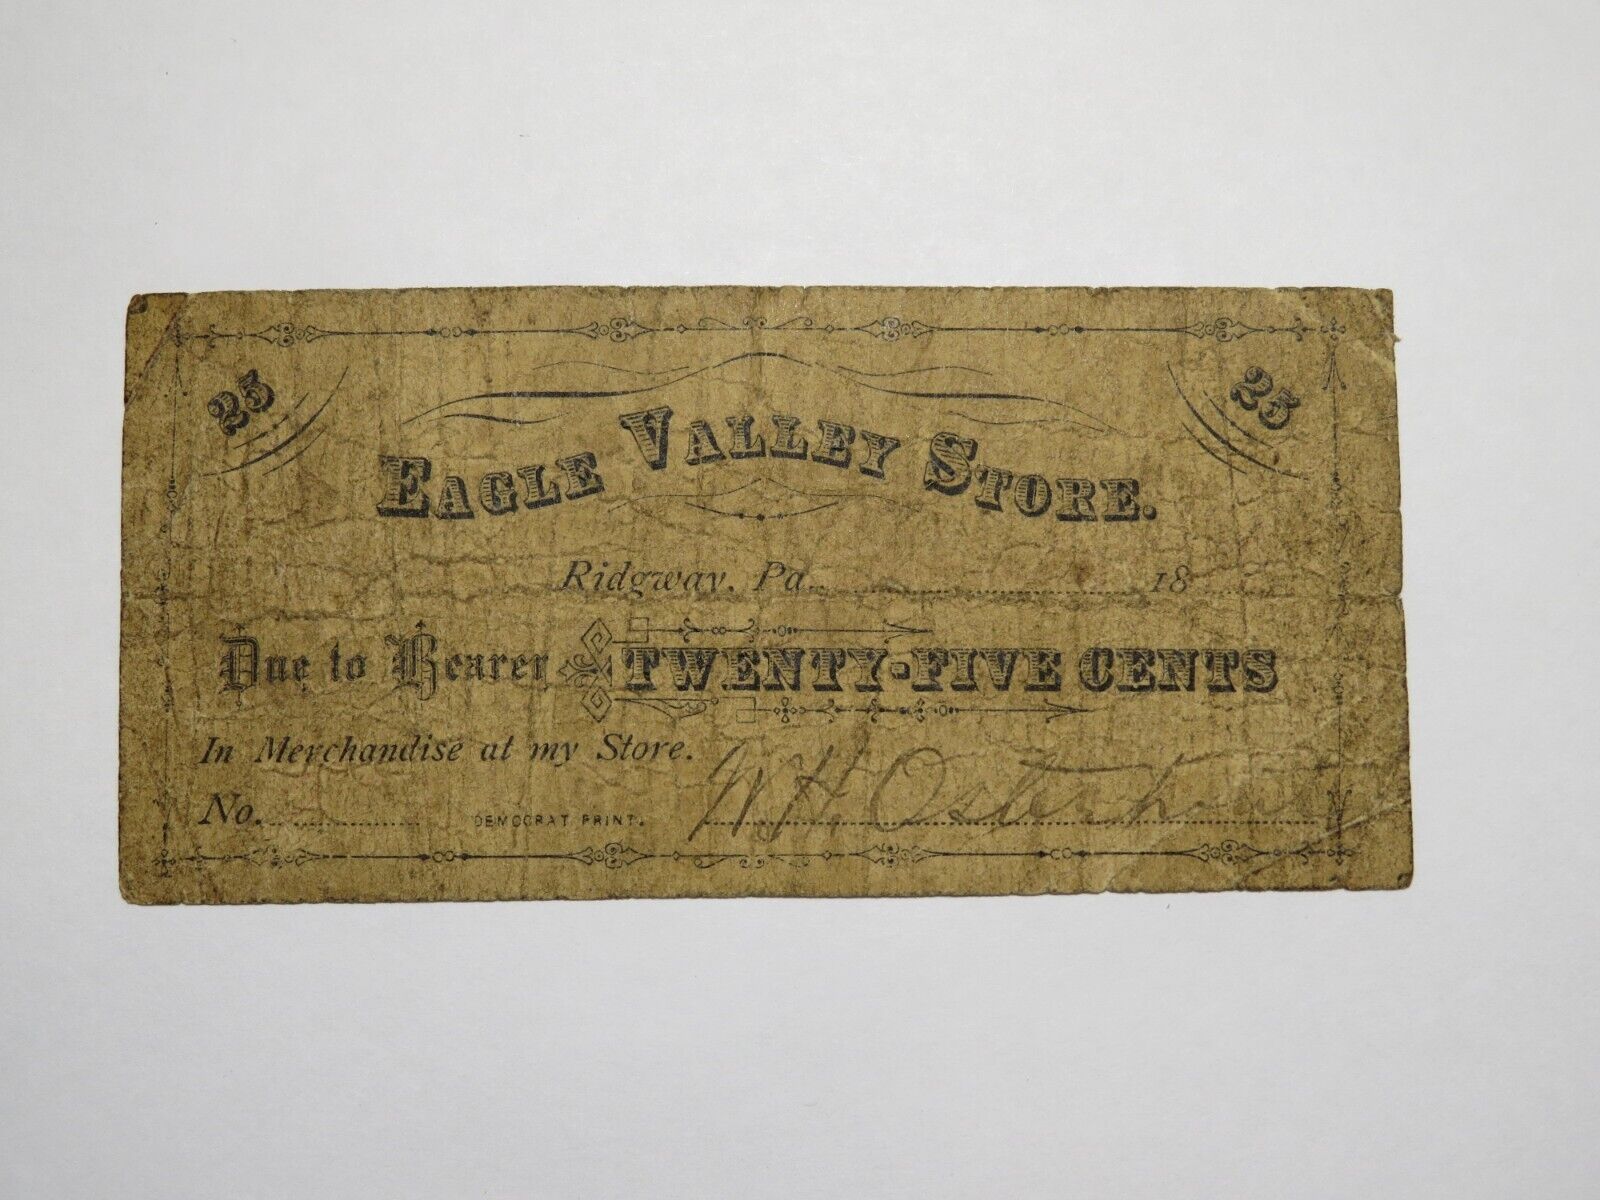 25 25
EAGLE VALLEY STORE.
Ridgway, Pa. 18
Due to Bearer TWENTY-FIVE CENTS
In Merchandise at my Store.
No. DEMOCRAT PRINT. W. H. Osterhout